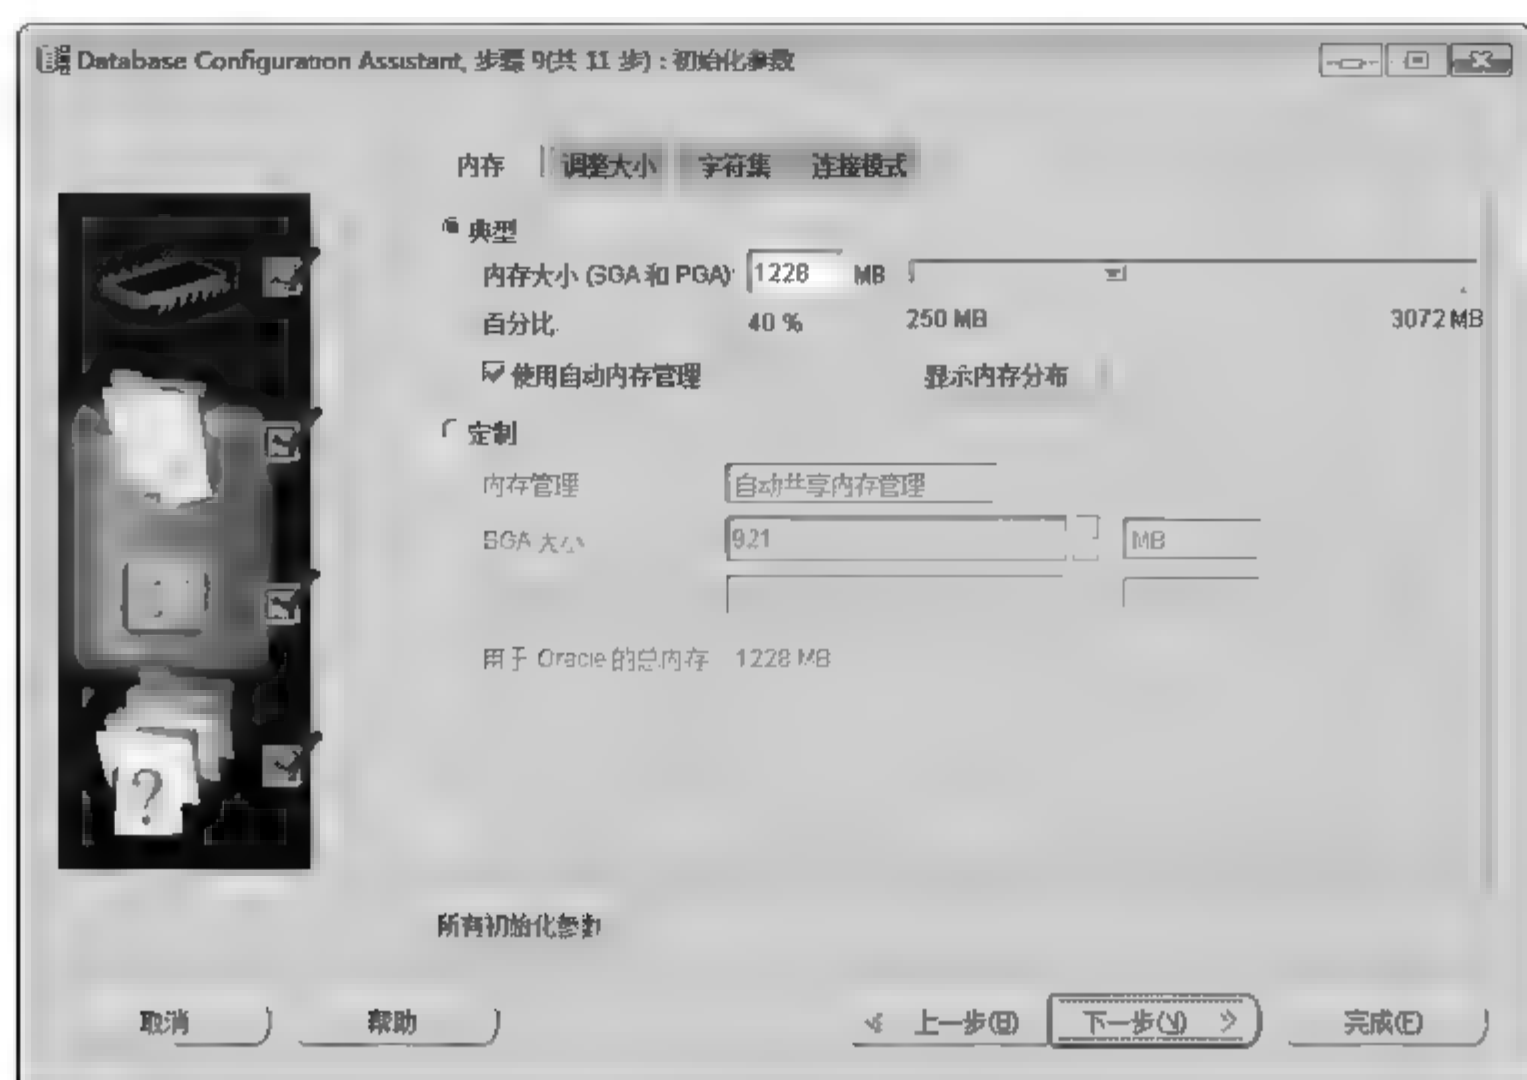 Database Configuration Assistant, 步骤 9(共 11 步) : 初始化参数
内存 调整大小 字符集 连接模式
典型
内存大小 (SGA 和 PGA): 1228 MB
百分比: 40 % 250 MB 3072 MB
使用自动内存管理 显示内存分布
定制
内存管理 自动共享内存管理
SGA 大小 921 MB
用于 Oracle 的总内存 1228 MB
所有初始化参数
取消 帮助 上一步(B) 下一步(N) 完成(F)